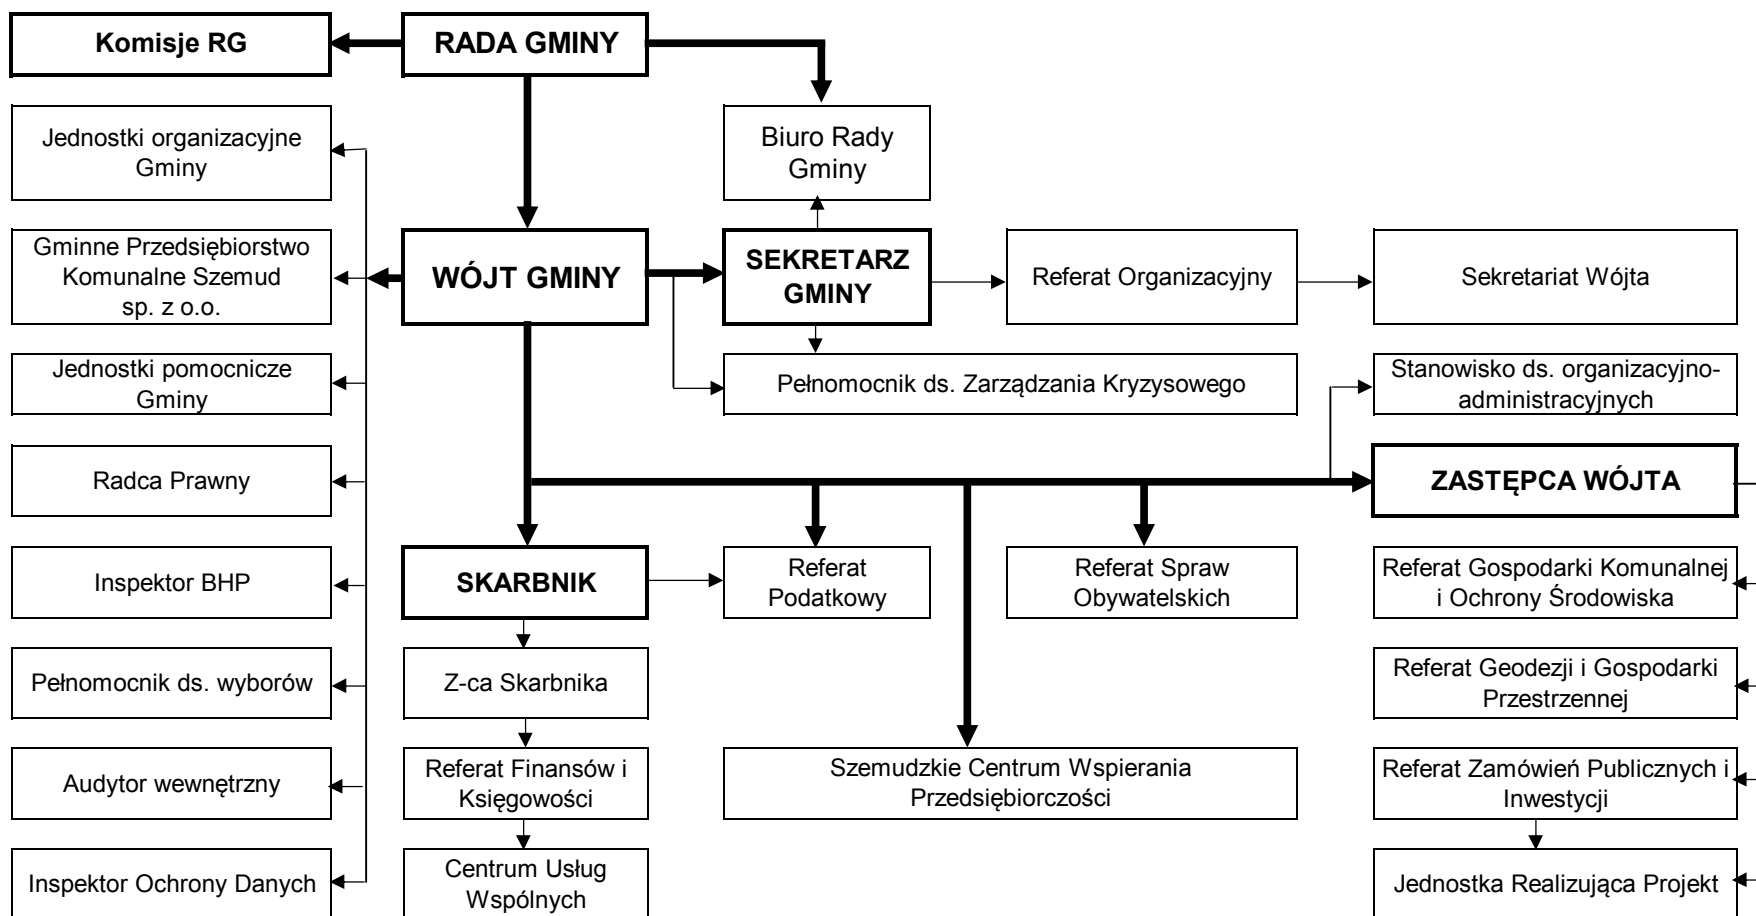 Komisje RG
RADA GMINY
Jednostki organizacyjne
Gminy
Biuro Rady
Gminy
Gminne Przedsiębiorstwo
Komunalne Szemud
sp. z o.o.
WÓJT GMINY
SEKRETARZ
GMINY
Referat Organizacyjny
Sekretariat Wójta
Jednostki pomocnicze
Gminy
Pełnomocnik ds. Zarządzania Kryzysowego
Stanowisko ds. organizacyjno-
administracyjnych
Radca Prawny
ZASTĘPCA WÓJTA
Inspektor BHP
SKARBNIK
Referat
Podatkowy
Referat Spraw
Obywatelskich
Referat Gospodarki Komunalnej
i Ochrony Środowiska
Pełnomocnik ds. wyborów
Z-ca Skarbnika
Referat Geodezji i Gospodarki
Przestrzennej
Audytor wewnętrzny
Referat Finansów i
Księgowości
Szemudzkie Centrum Wspierania
Przedsiębiorczości
Referat Zamówień Publicznych i
Inwestycji
Inspektor Ochrony Danych
Centrum Usług
Wspólnych
Jednostka Realizująca Projekt